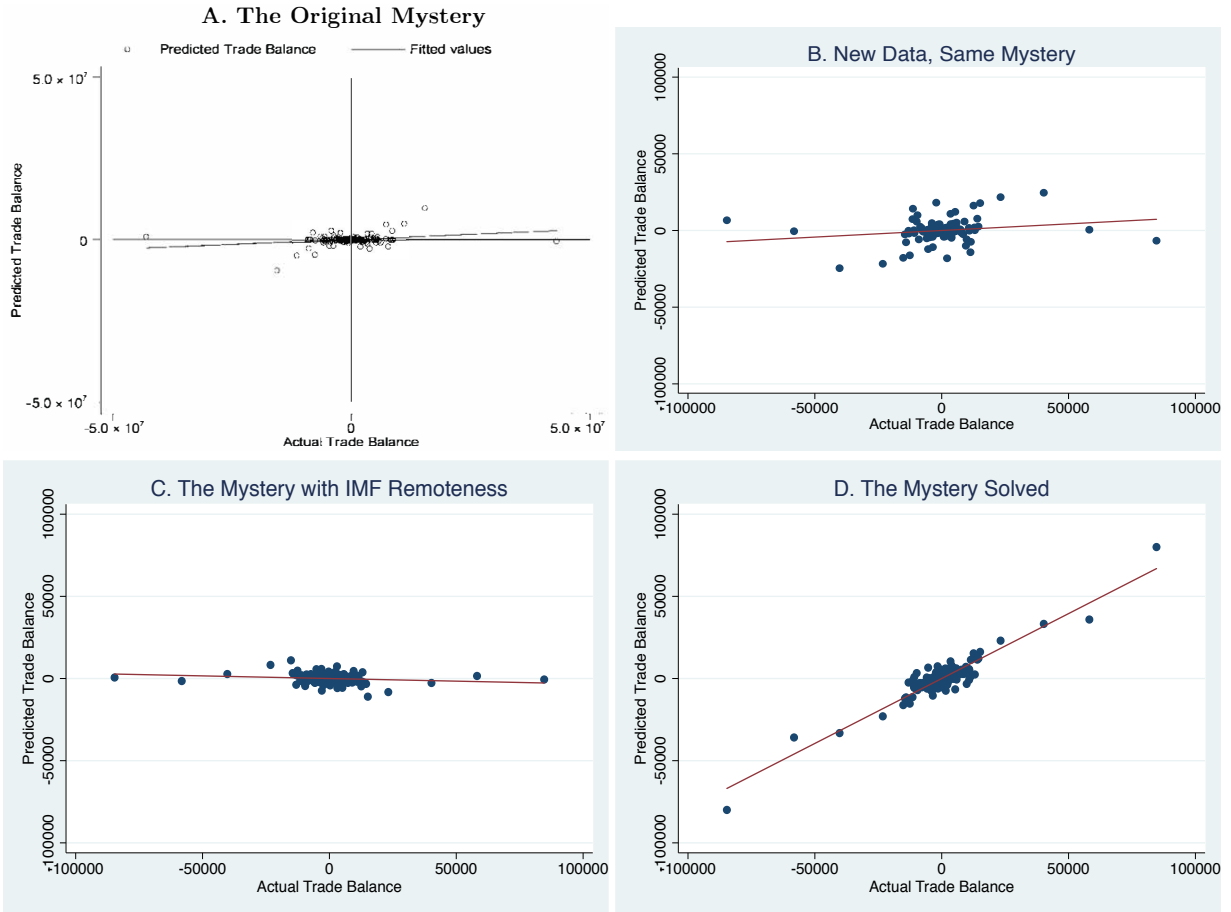 A. The Original Mystery
Predicted Trade Balance
Fitted values
5.0 × 10⁷
0
-5.0 × 10⁷
Predicted Trade Balance
-5.0 × 10⁷
0
5.0 × 10⁷
Actual Trade Balance
B. New Data, Same Mystery
100000
50000
0
-50000
-100000
Predicted Trade Balance
-100000
-50000
0
50000
100000
Actual Trade Balance
C. The Mystery with IMF Remoteness
100000
50000
0
-50000
-100000
Predicted Trade Balance
-100000
-50000
0
50000
100000
Actual Trade Balance
D. The Mystery Solved
100000
50000
0
-50000
-100000
Predicted Trade Balance
-100000
-50000
0
50000
100000
Actual Trade Balance